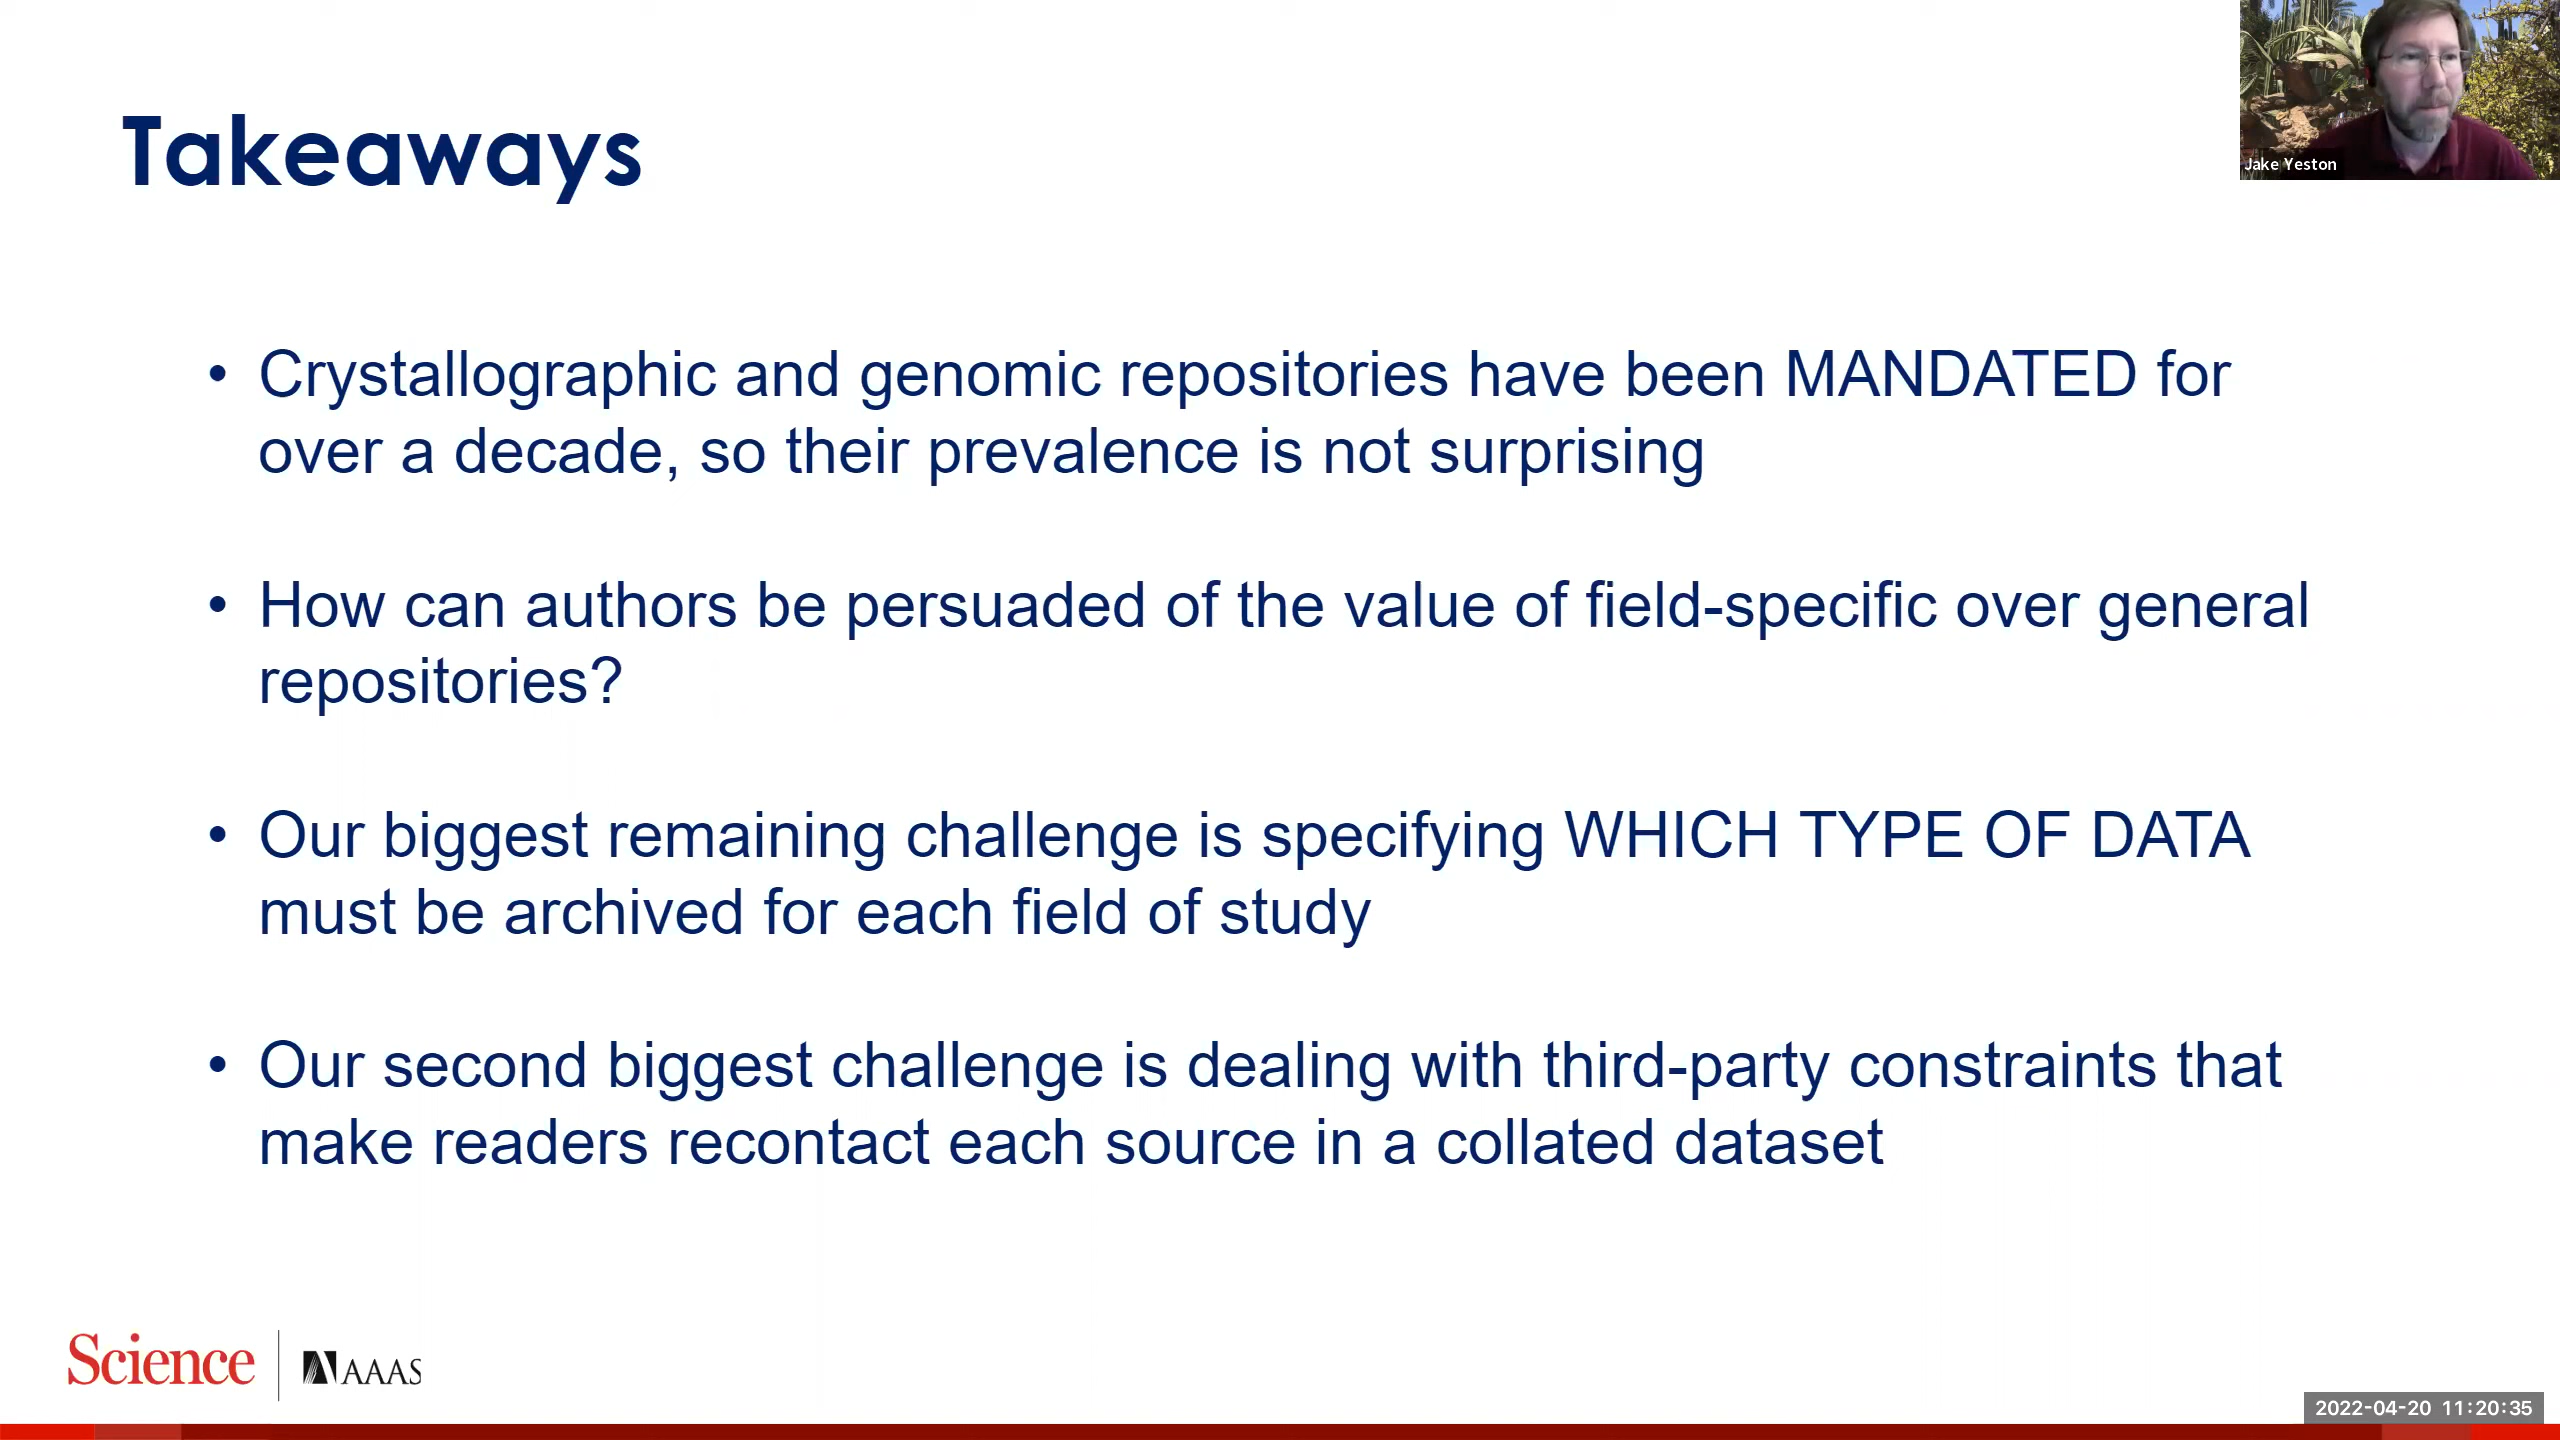 Takeaways
Jake Yeston
• Crystallographic and genomic repositories have been MANDATED for
over a decade, so their prevalence is not surprising
• How can authors be persuaded of the value of field-specific over general
repositories?
• Our biggest remaining challenge is specifying WHICH TYPE OF DATA
must be archived for each field of study
• Our second biggest challenge is dealing with third-party constraints that
make readers recontact each source in a collated dataset
Science
AAAS
2022-04-20 11:20:35